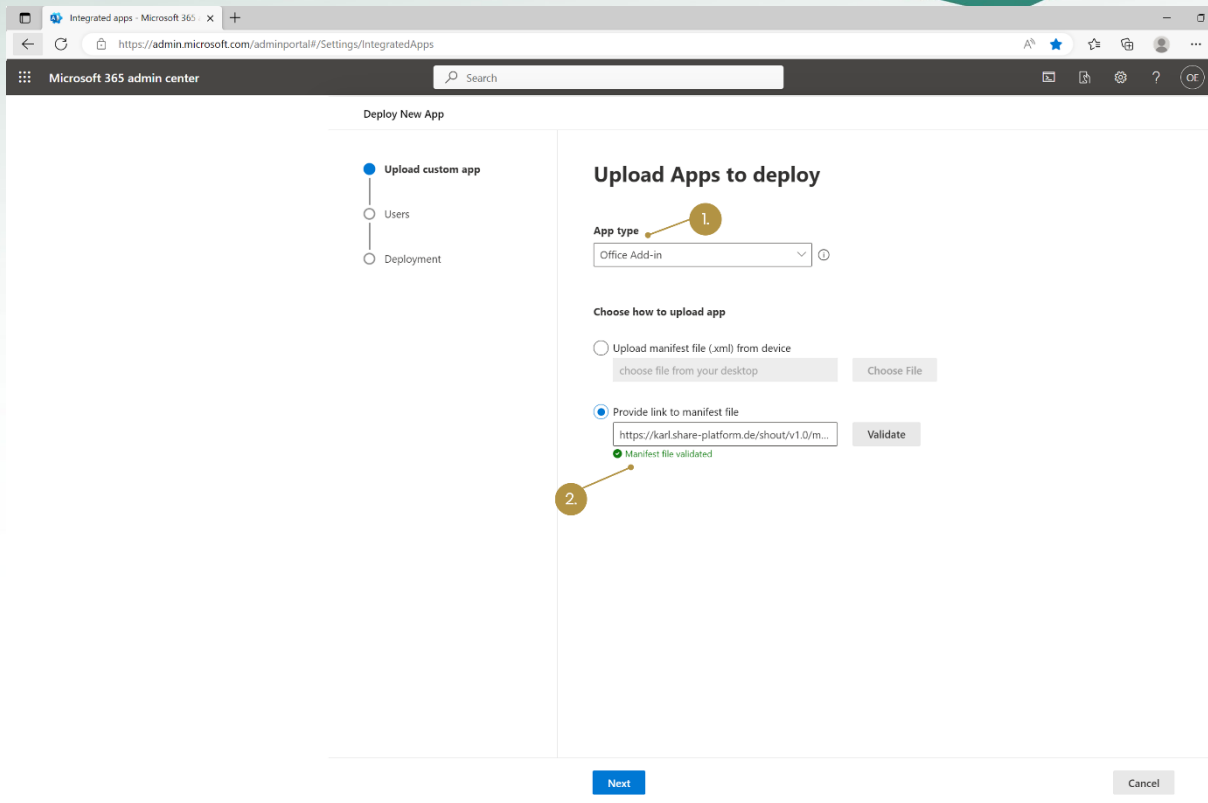 Integrated apps - Microsoft 365
https://admin.microsoft.com/adminportal#/Settings/IntegratedApps
Microsoft 365 admin center
Search
OE
Deploy New App
Upload custom app
Users
Deployment
Upload Apps to deploy
1.
App type
Office Add-in
Choose how to upload app
Upload manifest file (.xml) from device
choose file from your desktop
Choose File
Provide link to manifest file
https://karl.share-platform.de/shout/v1.0/m...
Validate
Manifest file validated
2.
Next
Cancel